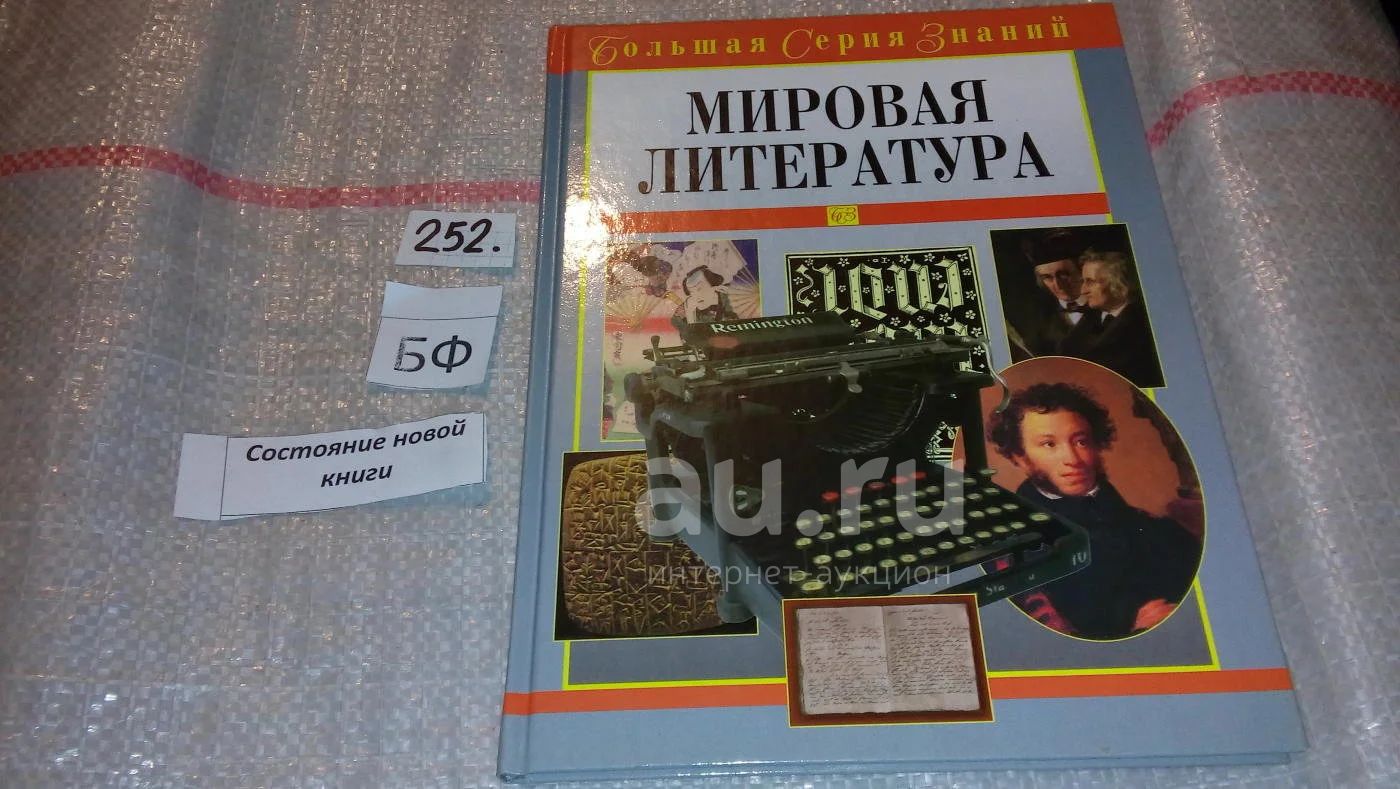 Большая Серия Знаний
МИРОВАЯ
ЛИТЕРАТУРА
252.
БФ
Состояние новой
книги
Remington
au.ru
интернет-аукцион